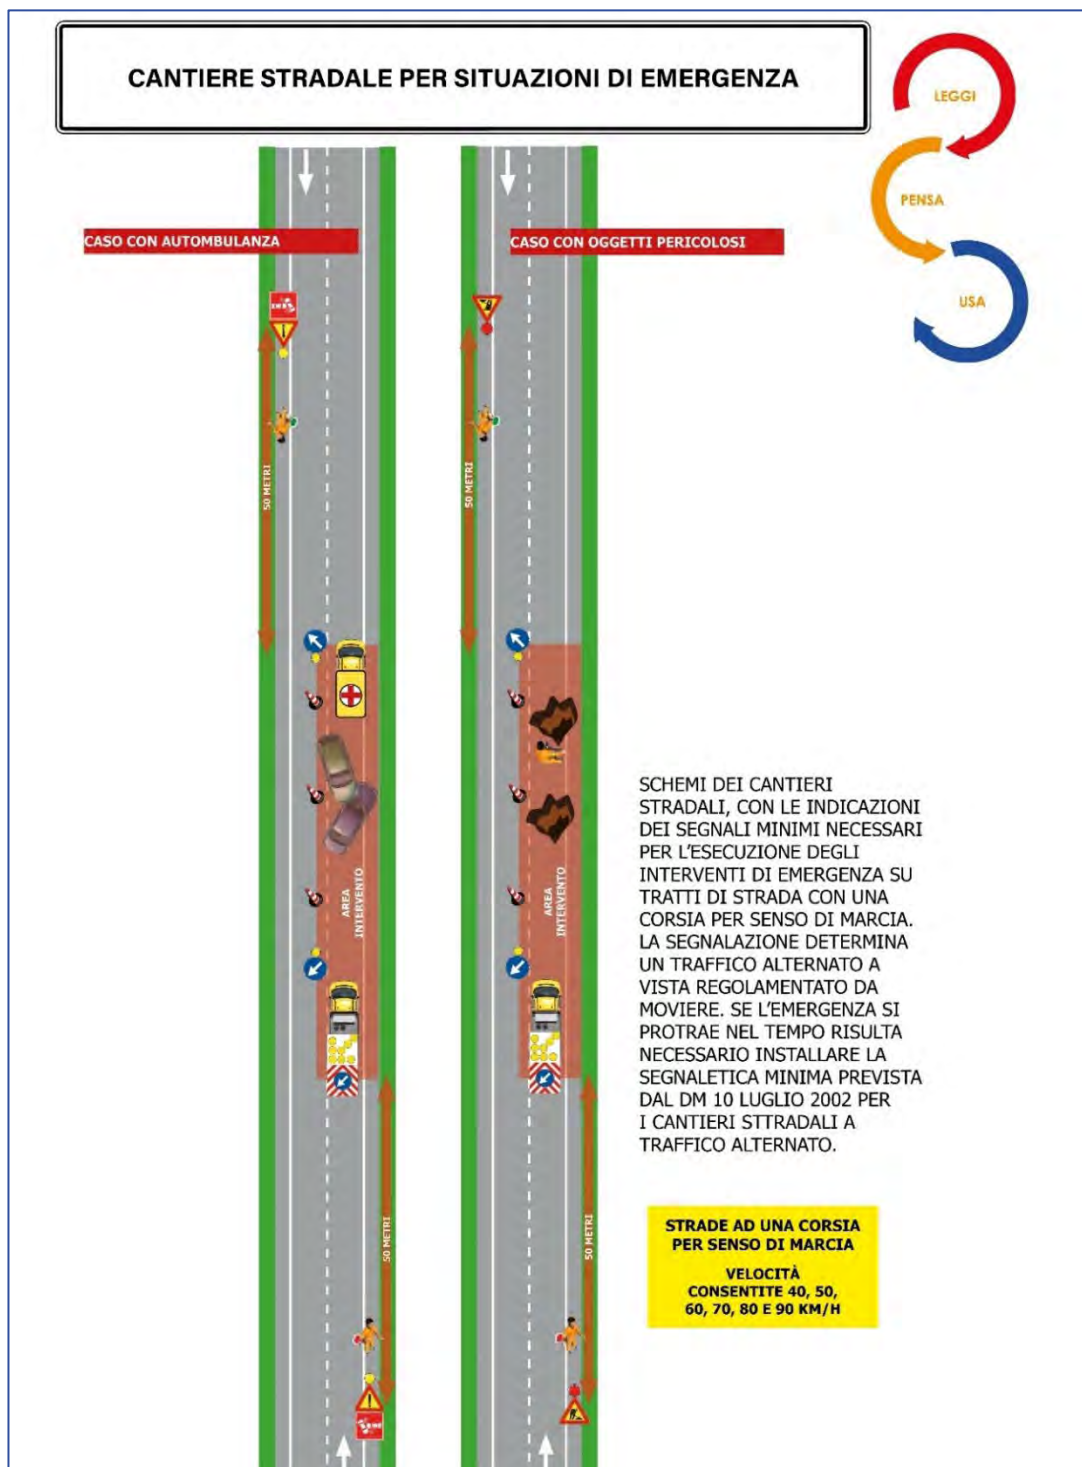 CANTIERE STRADALE PER SITUAZIONI DI EMERGENZA
LEGGI
PENSA
USA
CASO CON AUTOMBULANZA
CASO CON OGGETTI PERICOLOSI
50 METRI
50 METRI
AREA
INTERVENTO
AREA
INTERVENTO
SCHEMI DEI CANTIERI
STRADALI, CON LE INDICAZIONI
DEI SEGNALI MINIMI NECESSARI
PER L'ESECUZIONE DEGLI
INTERVENTI DI EMERGENZA SU
TRATTI DI STRADA CON UNA
CORSIA PER SENSO DI MARCIA.
LA SEGNALAZIONE DETERMINA
UN TRAFFICO ALTERNATO A
VISTA REGOLAMENTATO DA
MOVIERE. SE L'EMERGENZA SI
PROTRAE NEL TEMPO RISULTA
NECESSARIO INSTALLARE LA
SEGNALETICA MINIMA PREVISTA
DAL DM 10 LUGLIO 2002 PER
I CANTIERI STTRADALI A
TRAFFICO ALTERNATO.
50 METRI
50 METRI
STRADE AD UNA CORSIA
PER SENSO DI MARCIA
VELOCITÀ
CONSENTITE 40, 50,
60, 70, 80 E 90 KM/H